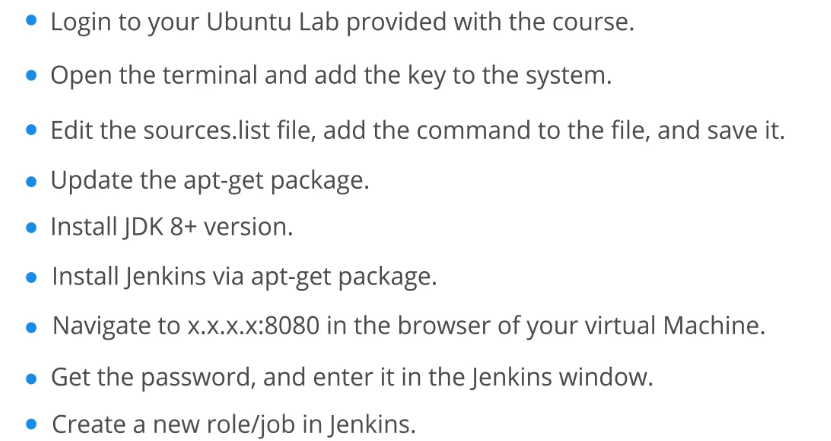 Login to your Ubuntu Lab provided with the course.
Open the terminal and add the key to the system.
Edit the sources.list file, add the command to the file, and save it.
Update the apt-get package.
Install JDK 8+ version.
Install Jenkins via apt-get package.
Navigate to x.x.x.x:8080 in the browser of your virtual Machine.
Get the password, and enter it in the Jenkins window.
Create a new role/job in Jenkins.